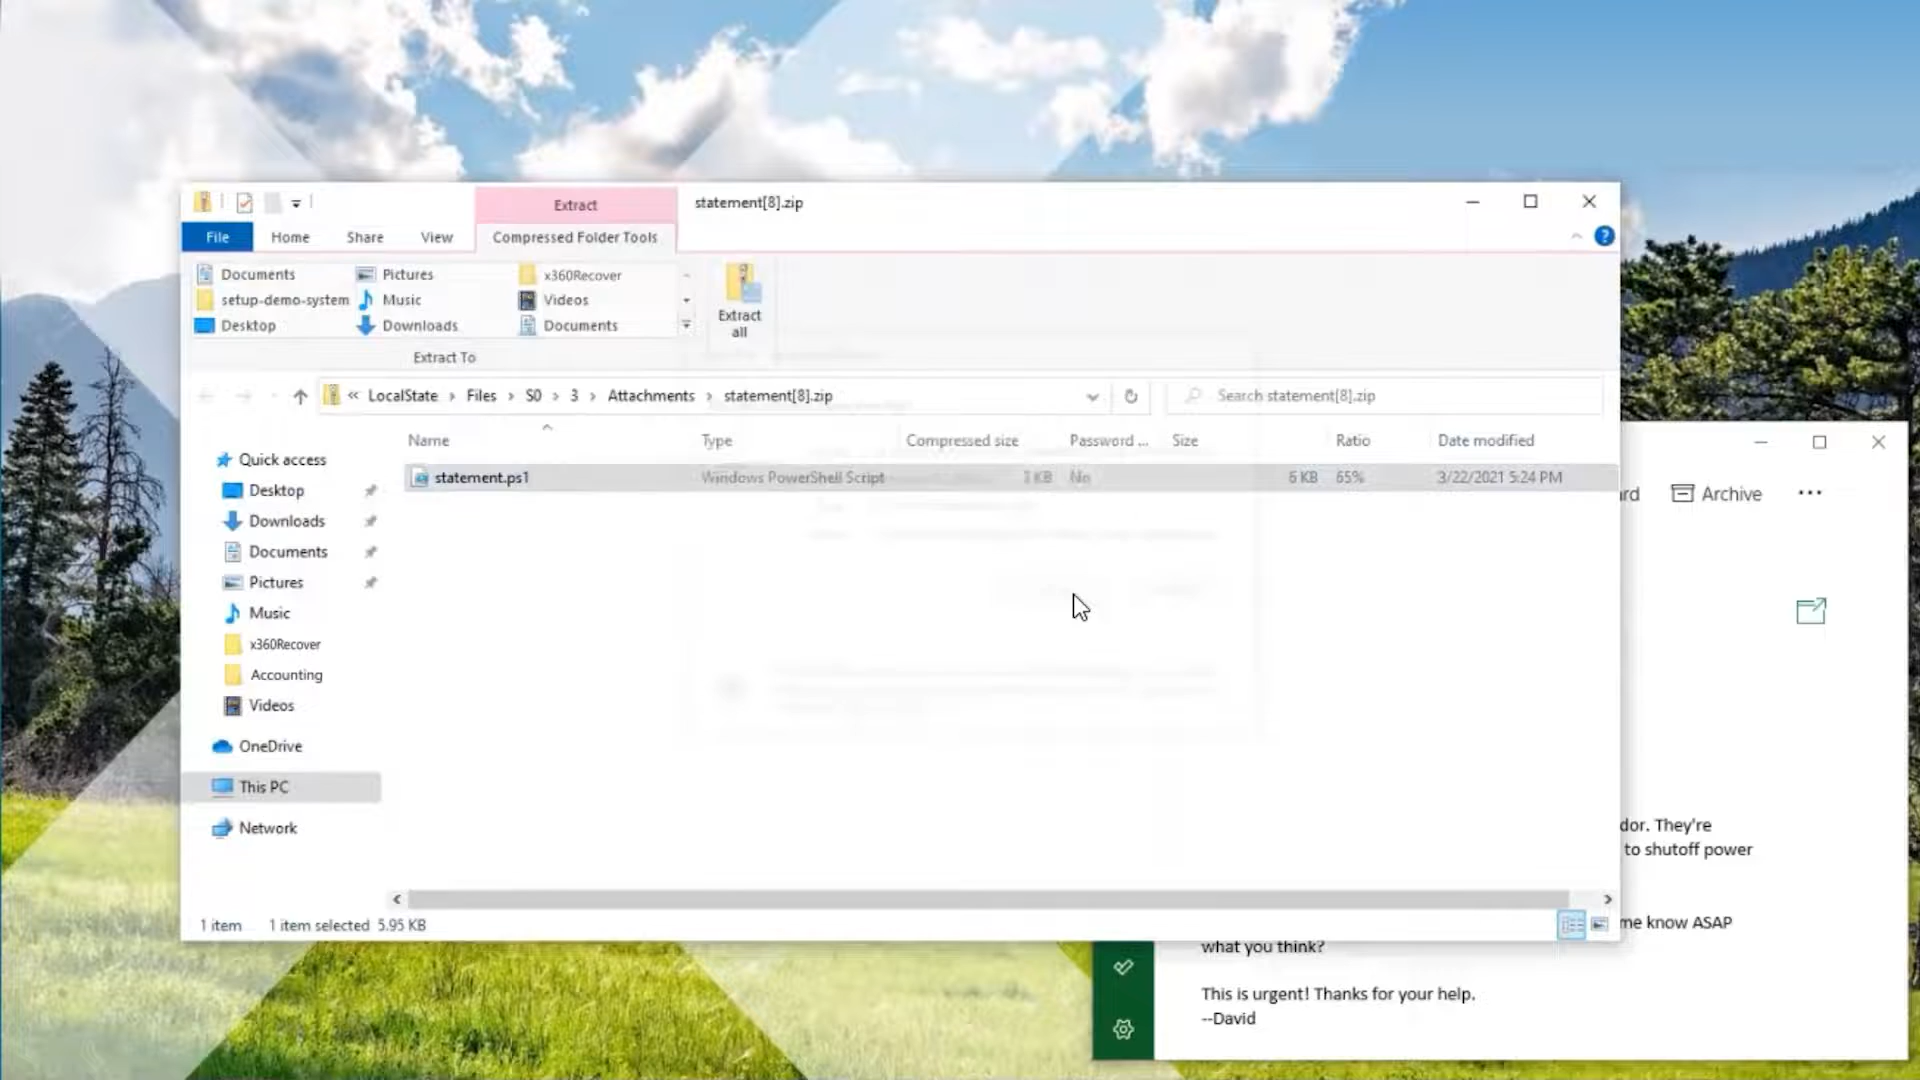 Extract
statement[8].zip
File
Home
Share
View
Compressed Folder Tools
Documents
Pictures
x360Recover
setup-demo-system
Music
Videos
Desktop
Downloads
Documents
Extract all
Extract To
« LocalState > Files > S0 > 3 > Attachments > statement[8].zip
Search statement[8].zip
Name
Type
Compressed size
Password ...
Size
Ratio
Date modified
statement.ps1
Windows PowerShell Script
3 KB
No
6 KB
65%
3/22/2021 5:24 PM
Quick access
Desktop
Downloads
Documents
Pictures
Music
x360Recover
Accounting
Videos
OneDrive
This PC
Network
1 item
1 item selected 5.95 KB
rd
Archive
...
dor. They're
to shutoff power
me know ASAP
what you think?
This is urgent! Thanks for your help.
--David